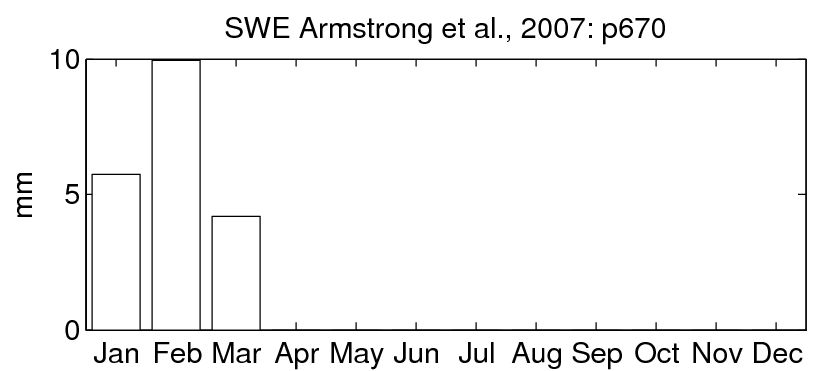 SWE Armstrong et al., 2007: p670
10
5
0
mm
Jan Feb Mar Apr May Jun Jul Aug Sep Oct Nov Dec